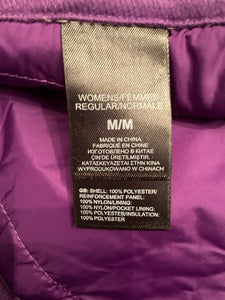 WOMENS/FEMMES
REGULAR/NORMALE
M/M
MADE IN CHINA
FABRIQUÉ EN CHINE
ИЗГОТОВЛЕНО В КИТАЕ
ÇIN'DE ÜRETİLMİŞTİR.
ΚΑΤΑΣΚΕΥΑΖΕΤΑΙ ΣΤΗΝ ΚΙΝΑ
WYPRODUKOWANO W CHINACH
GB: SHELL: 100% POLYESTER/
REINFORCEMENT PANEL:
100% NYLON/LINING:
100% NYLON/POCKET LINING:
100% POLYESTER/INSULATION:
100% POLYESTER